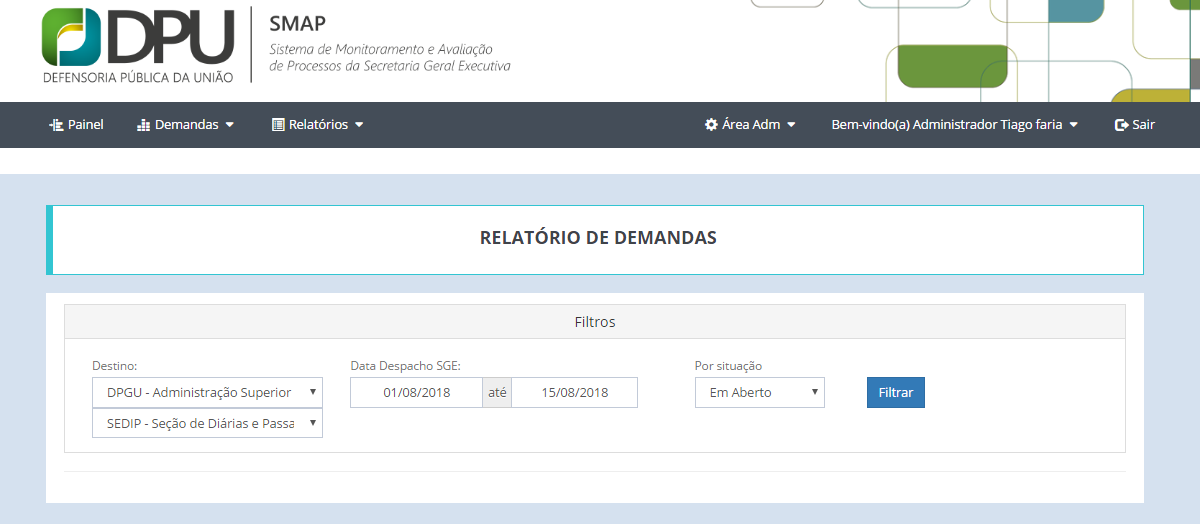 DPU
DEFENSORIA PÚBLICA DA UNIÃO
SMAP
Sistema de Monitoramento e Avaliação
de Processos da Secretaria Geral Executiva
Painel Demandas Relatórios Área Adm Bem-vindo(a) Administrador Tiago faria Sair
RELATÓRIO DE DEMANDAS
Filtros
Destino: Data Despacho SGE: Por situação
DPGU - Administração Superior 01/08/2018 até 15/08/2018 Em Aberto Filtrar
SEDIP - Seção de Diárias e Passa